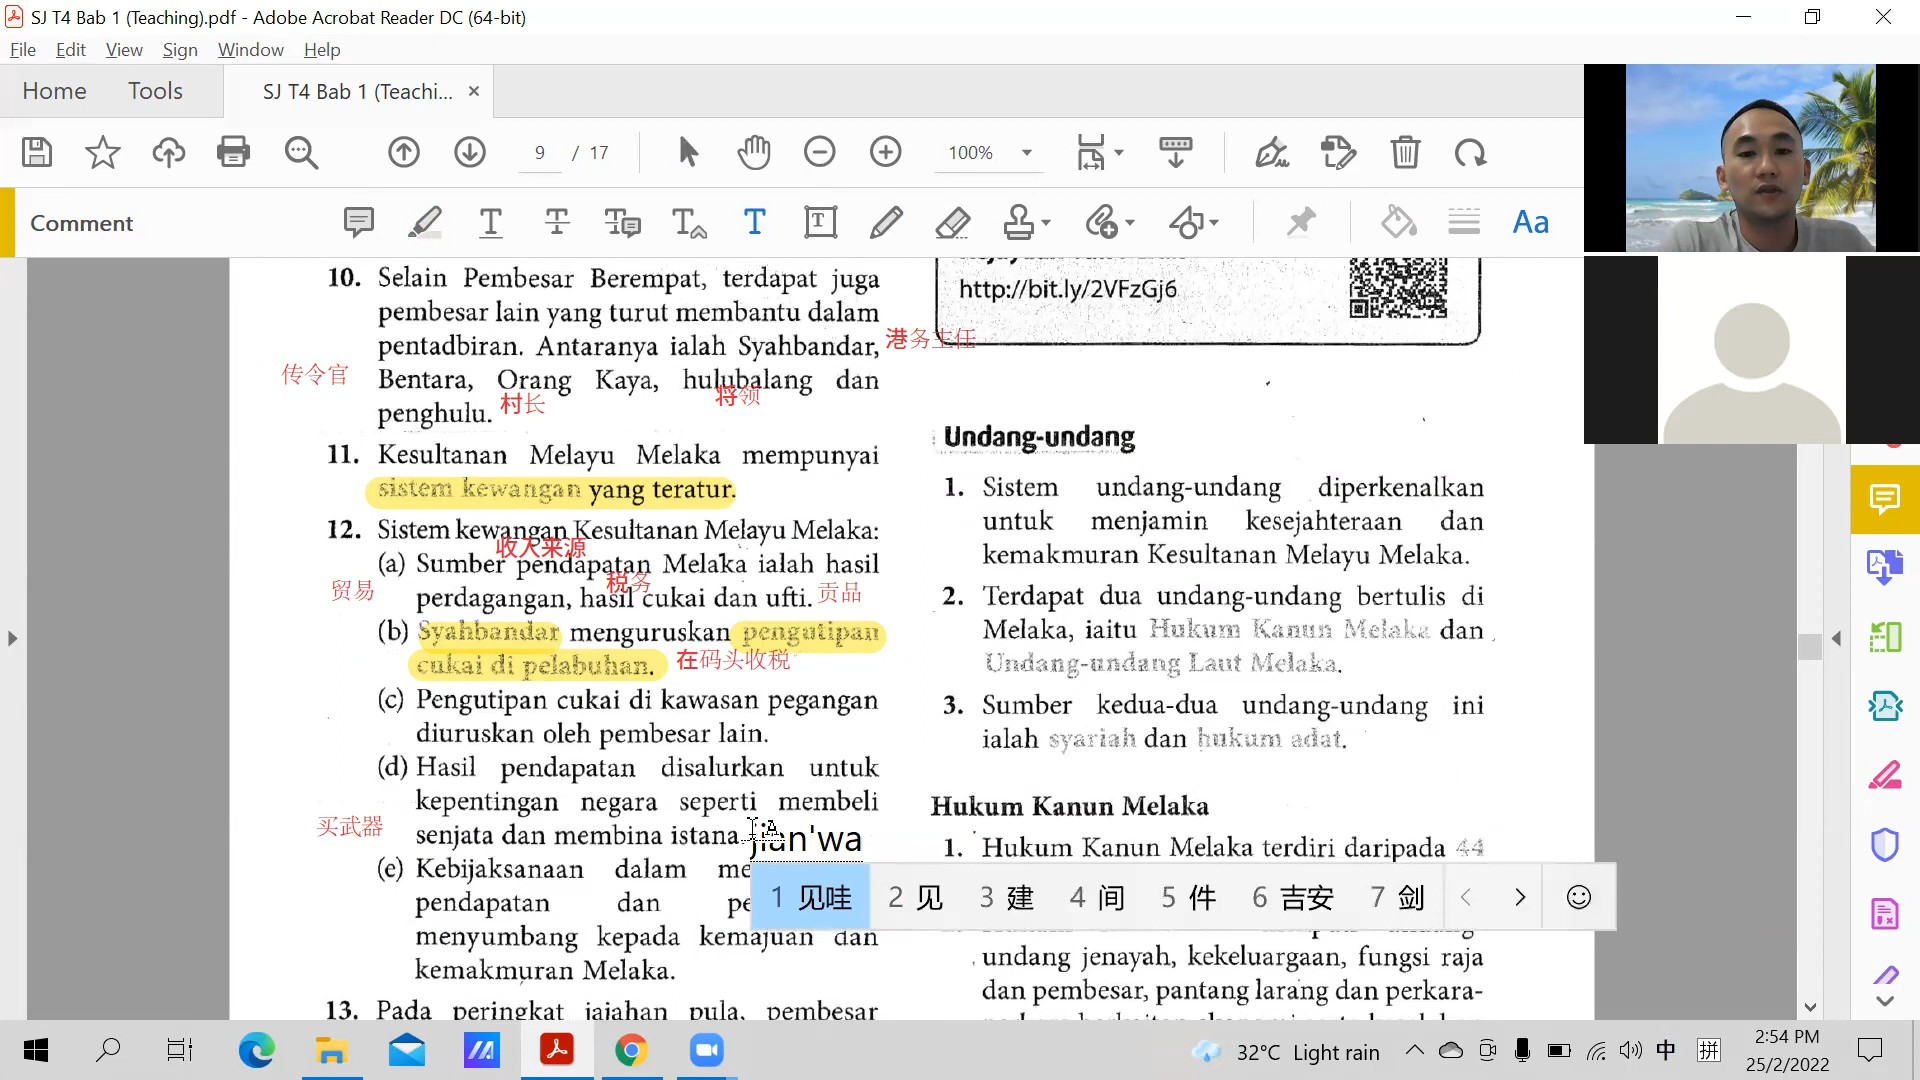 SJ T4 Bab 1 (Teaching).pdf - Adobe Acrobat Reader DC (64-bit)
File Edit View Sign Window Help
Home Tools SJ T4 Bab 1 (Teachi... ×
9 / 17 100%
Comment
Aa
10. Selain Pembesar Berempat, terdapat juga
pembesar lain yang turut membantu dalam
pentadbiran. Antaranya ialah Syahbandar, 港务主任
传令官 Bentara, Orang Kaya, hulubalang dan
村长 将领
penghulu.
11. Kesultanan Melayu Melaka mempunyai
sistem kewangan yang teratur.
12. Sistem kewangan Kesultanan Melayu Melaka:
收入来源
(a) Sumber pendapatan Melaka ialah hasil
贸易 税务
perdagangan, hasil cukai dan ufti. 贡品
(b) Syahbandar menguruskan pengutipan
cukai di pelabuhan. 在码头收税
(c) Pengutipan cukai di kawasan pegangan
diuruskan oleh pembesar lain.
(d) Hasil pendapatan disalurkan untuk
kepentingan negara seperti membeli
买武器 senjata dan membina istana.
jian'wa
(e) Kebijaksanaan dalam me
pendapatan dan pe
menyumbang kepada kemajuan dan
kemakmuran Melaka.
13. Pada peringkat jajahan pula, pembesar
http://bit.ly/2VFzGj6
Undang-undang
1. Sistem undang-undang diperkenalkan
untuk menjamin kesejahteraan dan
kemakmuran Kesultanan Melayu Melaka.
2. Terdapat dua undang-undang bertulis di
Melaka, iaitu Hukum Kanun Melaka dan
Undang-undang Laut Melaka.
3. Sumber kedua-dua undang-undang ini
ialah syariah dan hukum adat.
Hukum Kanun Melaka
1. Hukum Kanun Melaka terdiri daripada 44
1 见哇 2 见 3 建 4 间 5 件 6 吉安 7 剑
undang jenayah, kekeluargaan, fungsi raja
dan pembesar, pantang larang dan perkara-
32°C Light rain 中 拼 2:54 PM
25/2/2022